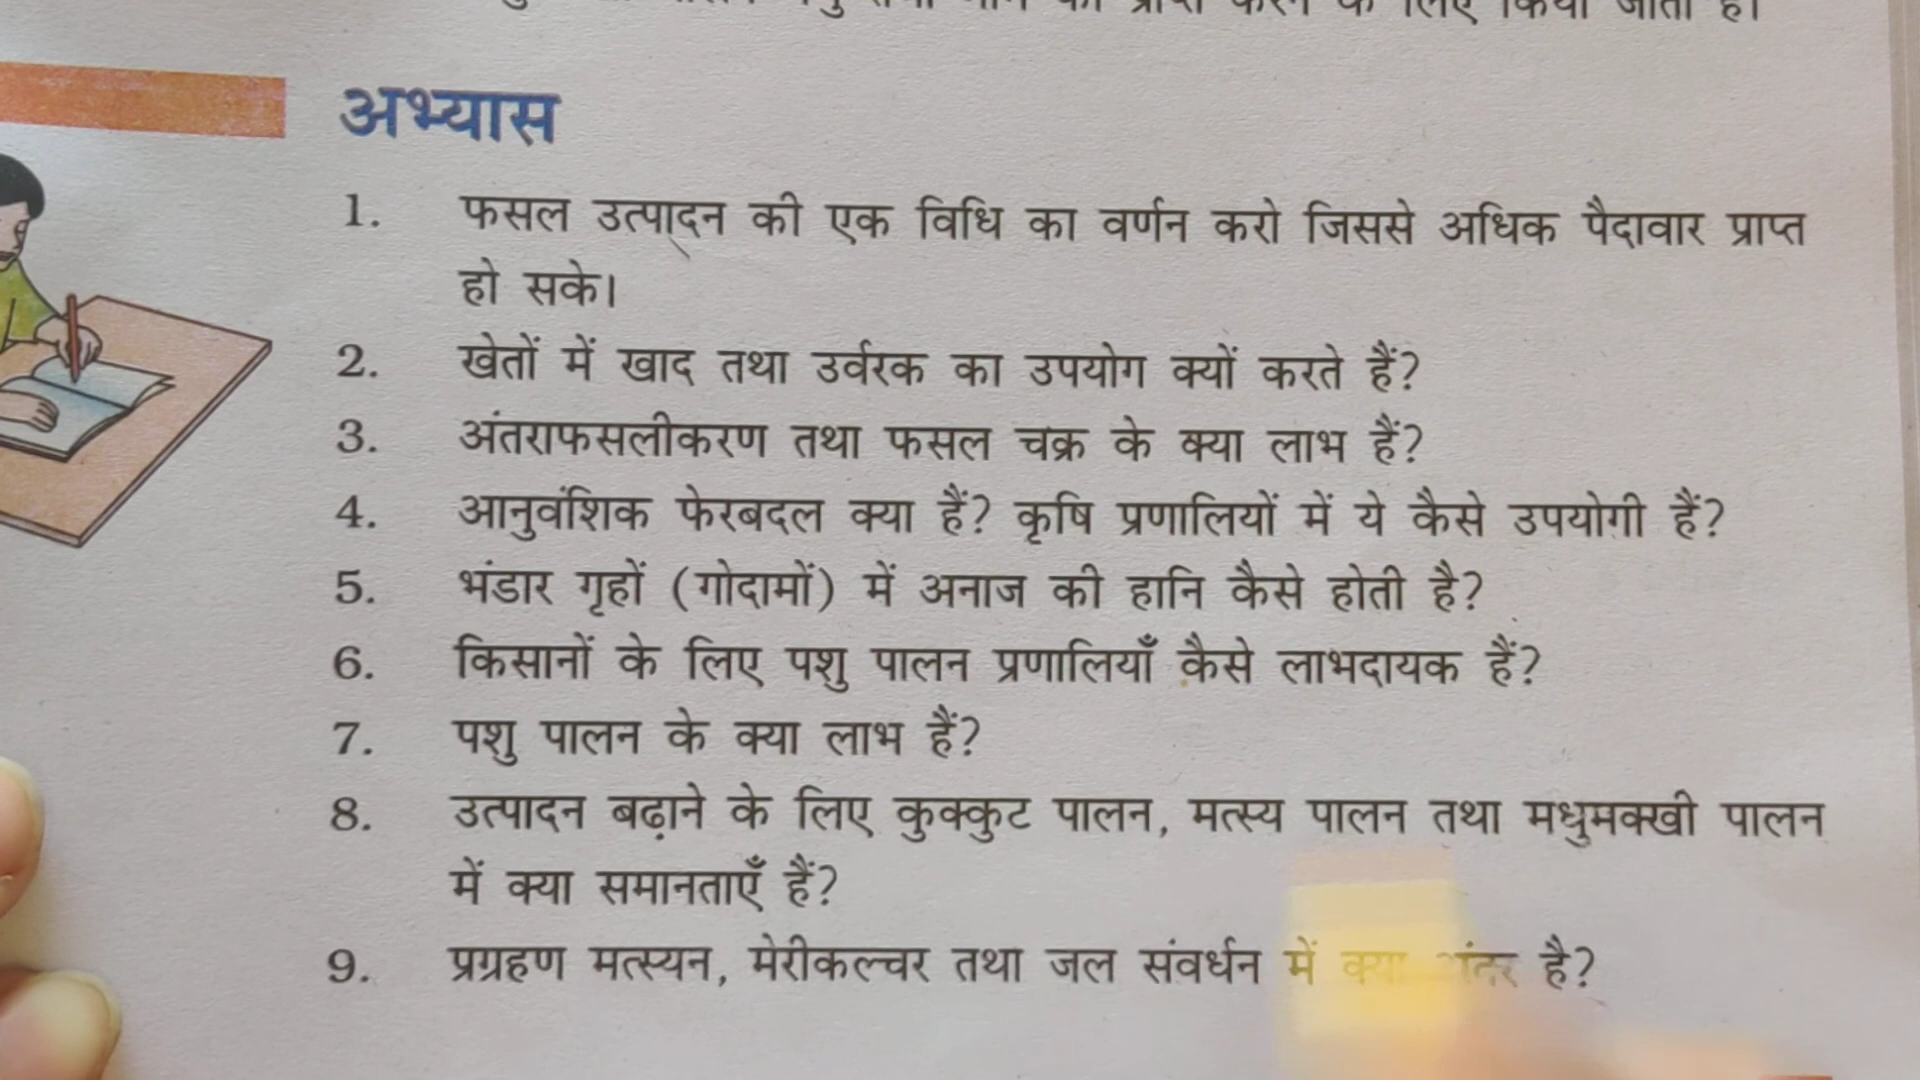 प्राप्त करने के लिए किया जाता है।
अभ्यास
1. फसल उत्पादन की एक विधि का वर्णन करो जिससे अधिक पैदावार प्राप्त
हो सके।
2. खेतों में खाद तथा उर्वरक का उपयोग क्यों करते हैं?
3. अंतराफसलीकरण तथा फसल चक्र के क्या लाभ हैं?
4. आनुवंशिक फेरबदल क्या हैं? कृषि प्रणालियों में ये कैसे उपयोगी हैं?
5. भंडार गृहों (गोदामों) में अनाज की हानि कैसे होती है?
6. किसानों के लिए पशु पालन प्रणालियाँ कैसे लाभदायक हैं?
7. पशु पालन के क्या लाभ हैं?
8. उत्पादन बढ़ाने के लिए कुक्कुट पालन, मत्स्य पालन तथा मधुमक्खी पालन
में क्या समानताएँ हैं?
9. प्रग्रहण मत्स्यन, मेरीकल्चर तथा जल संवर्धन में क्या अंतर है?